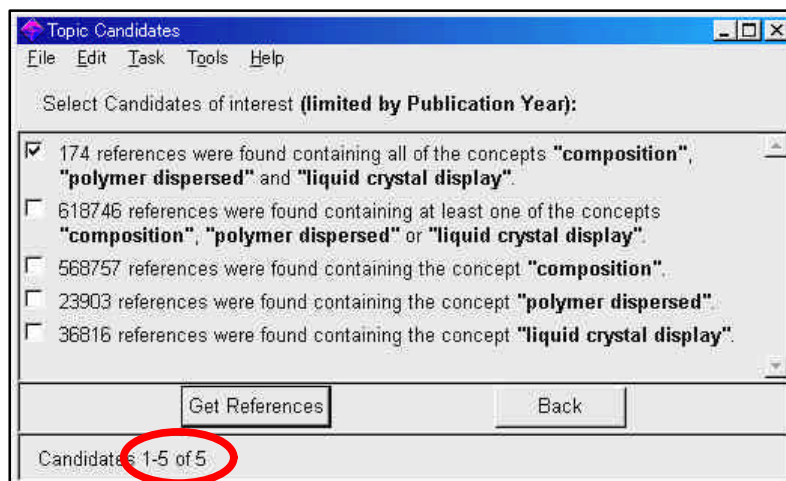 Topic Candidates
File Edit Task Tools Help
Select Candidates of interest (limited by Publication Year):
174 references were found containing all of the concepts "composition",
"polymer dispersed" and "liquid crystal display".
618746 references were found containing at least one of the concepts
"composition", "polymer dispersed" or "liquid crystal display".
568757 references were found containing the concept "composition".
23903 references were found containing the concept "polymer dispersed".
36816 references were found containing the concept "liquid crystal display".
Get References Back
Candidates 1-5 of 5